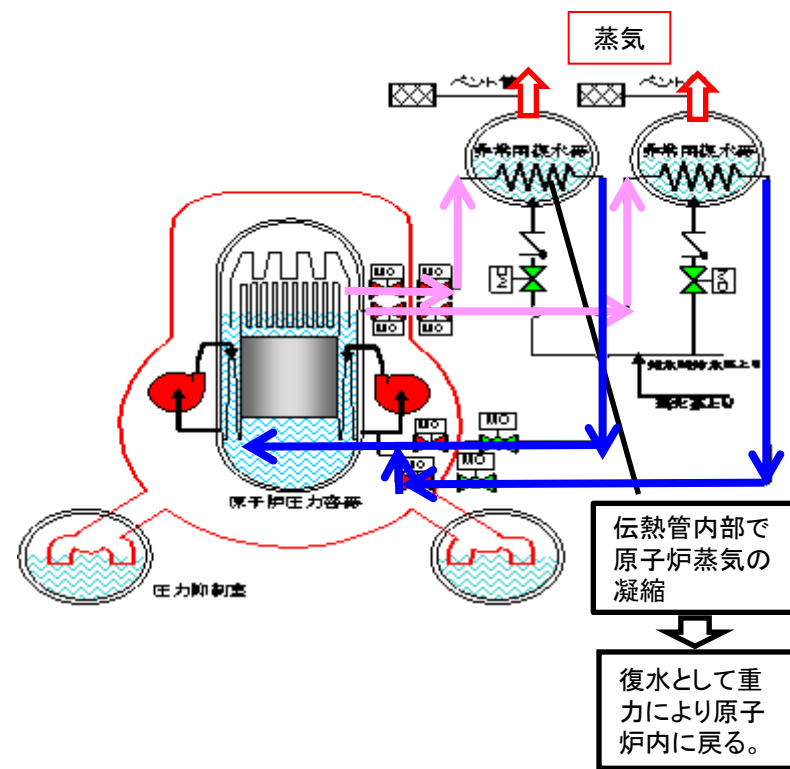 蒸気
ベント管
ベント
非常用復水器
非常用復水器
MO
MO
MO
MO
MO
MO
MO
MO
MO
MO
原子炉圧力容器
圧力抑制室
伝熱管内部で
原子炉蒸気の
凝縮
復水として重
力により原子
炉内に戻る。